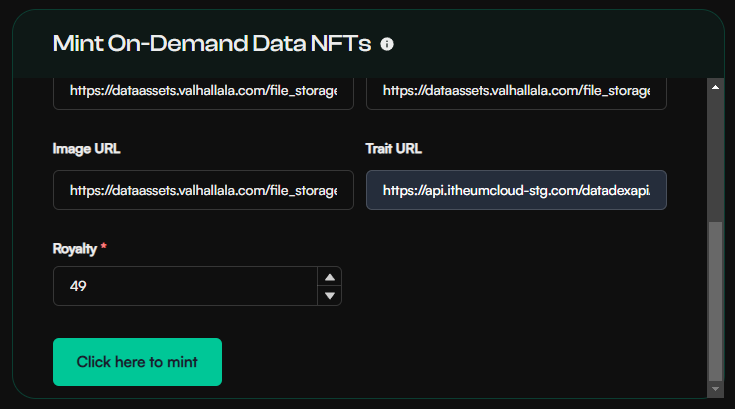 Mint On-Demand Data NFTs
https://dataassets.valhallala.com/file_storage https://dataassets.valhallala.com/file_storage
Image URL Trait URL
https://dataassets.valhallala.com/file_storage https://api.itheumcloud-stg.com/datadexapi.
Royalty *
49
Click here to mint